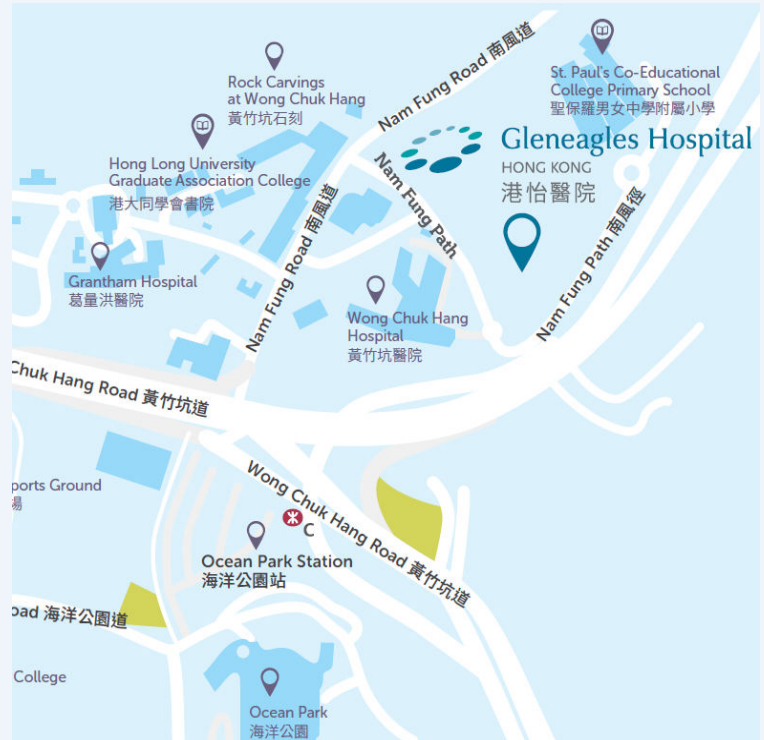 Nam Fung Road 南風道
Rock Carvings
at Wong Chuk Hang
黃竹坑石刻
St. Paul's Co-Educational
College Primary School
聖保羅男女中學附屬小學
Gleneagles Hospital
HONG KONG
港怡醫院
Hong Long University
Graduate Association College
港大同學會書院
Nam Fung Path
Nam Fung Road 南風道
Nam Fung Path 南風徑
Grantham Hospital
葛量洪醫院
Wong Chuk Hang
Hospital
黃竹坑醫院
Chuk Hang Road 黃竹坑道
Wong Chuk Hang Road 黃竹坑道
ports Ground
場
C
Ocean Park Station
海洋公園站
oad 海洋公園道
College
Ocean Park
海洋公園